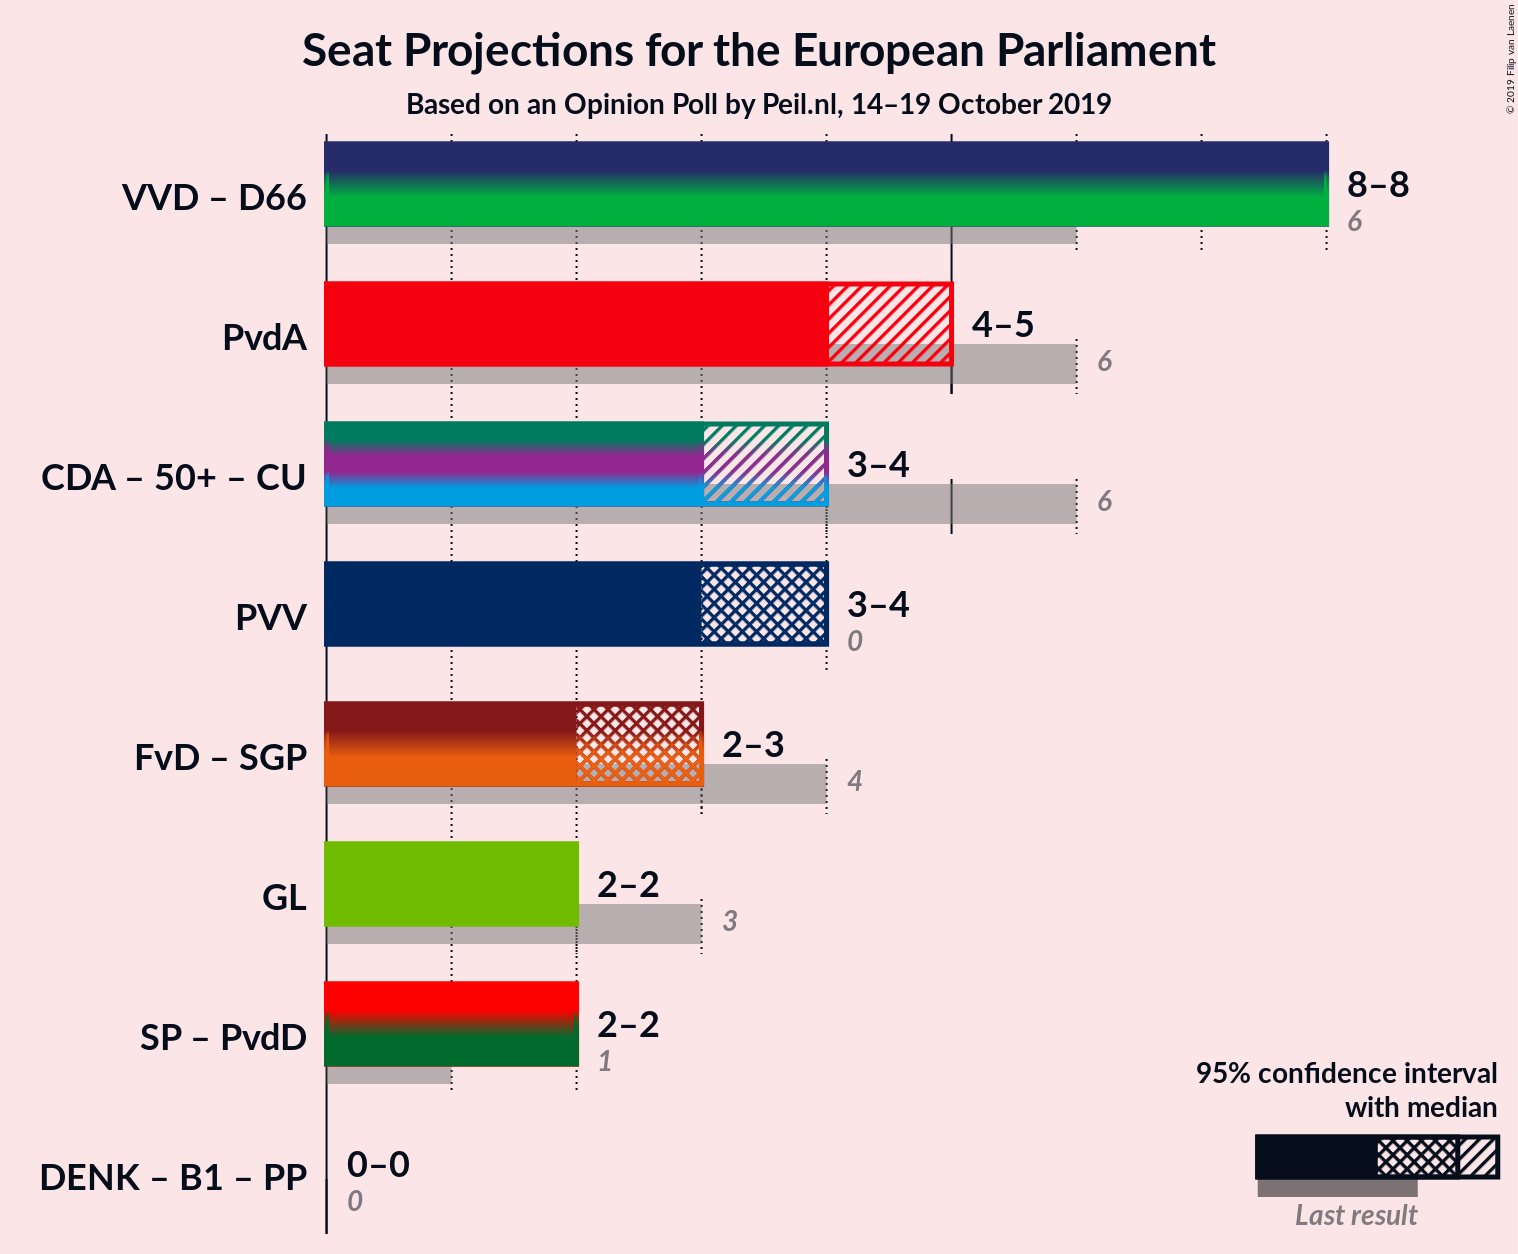 Seat Projections for the European Parliament
Based on an Opinion Poll by Peil.nl, 14–19 October 2019
© 2019 Filip van Laenen
VVD – D66
8–8
6
PvdA
4–5
6
CDA – 50+ – CU
3–4
6
PVV
3–4
0
FvD – SGP
2–3
4
GL
2–2
3
SP – PvdD
2–2
1
DENK – B1 – PP
0–0
0
95% confidence interval
with median
Last result